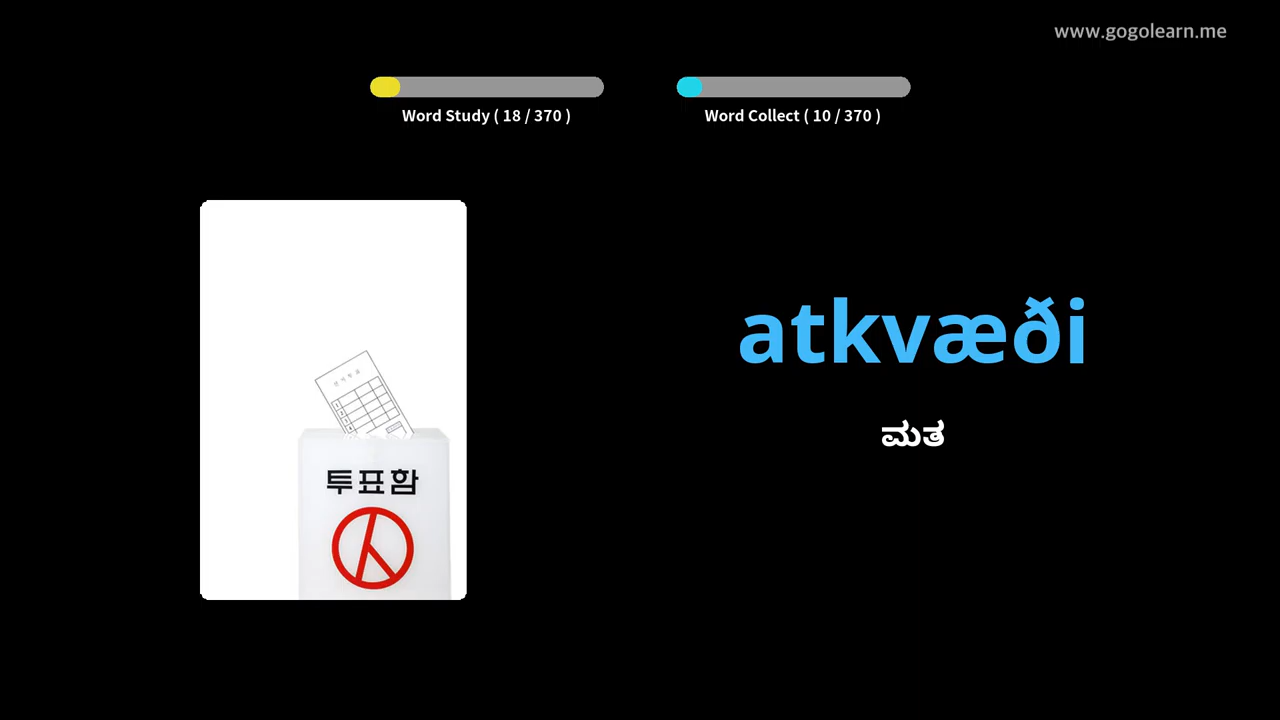 www.gogolearn.me
Word Study ( 18 / 370 )
Word Collect ( 10 / 370 )
atkvæði
ಮತ
투표함